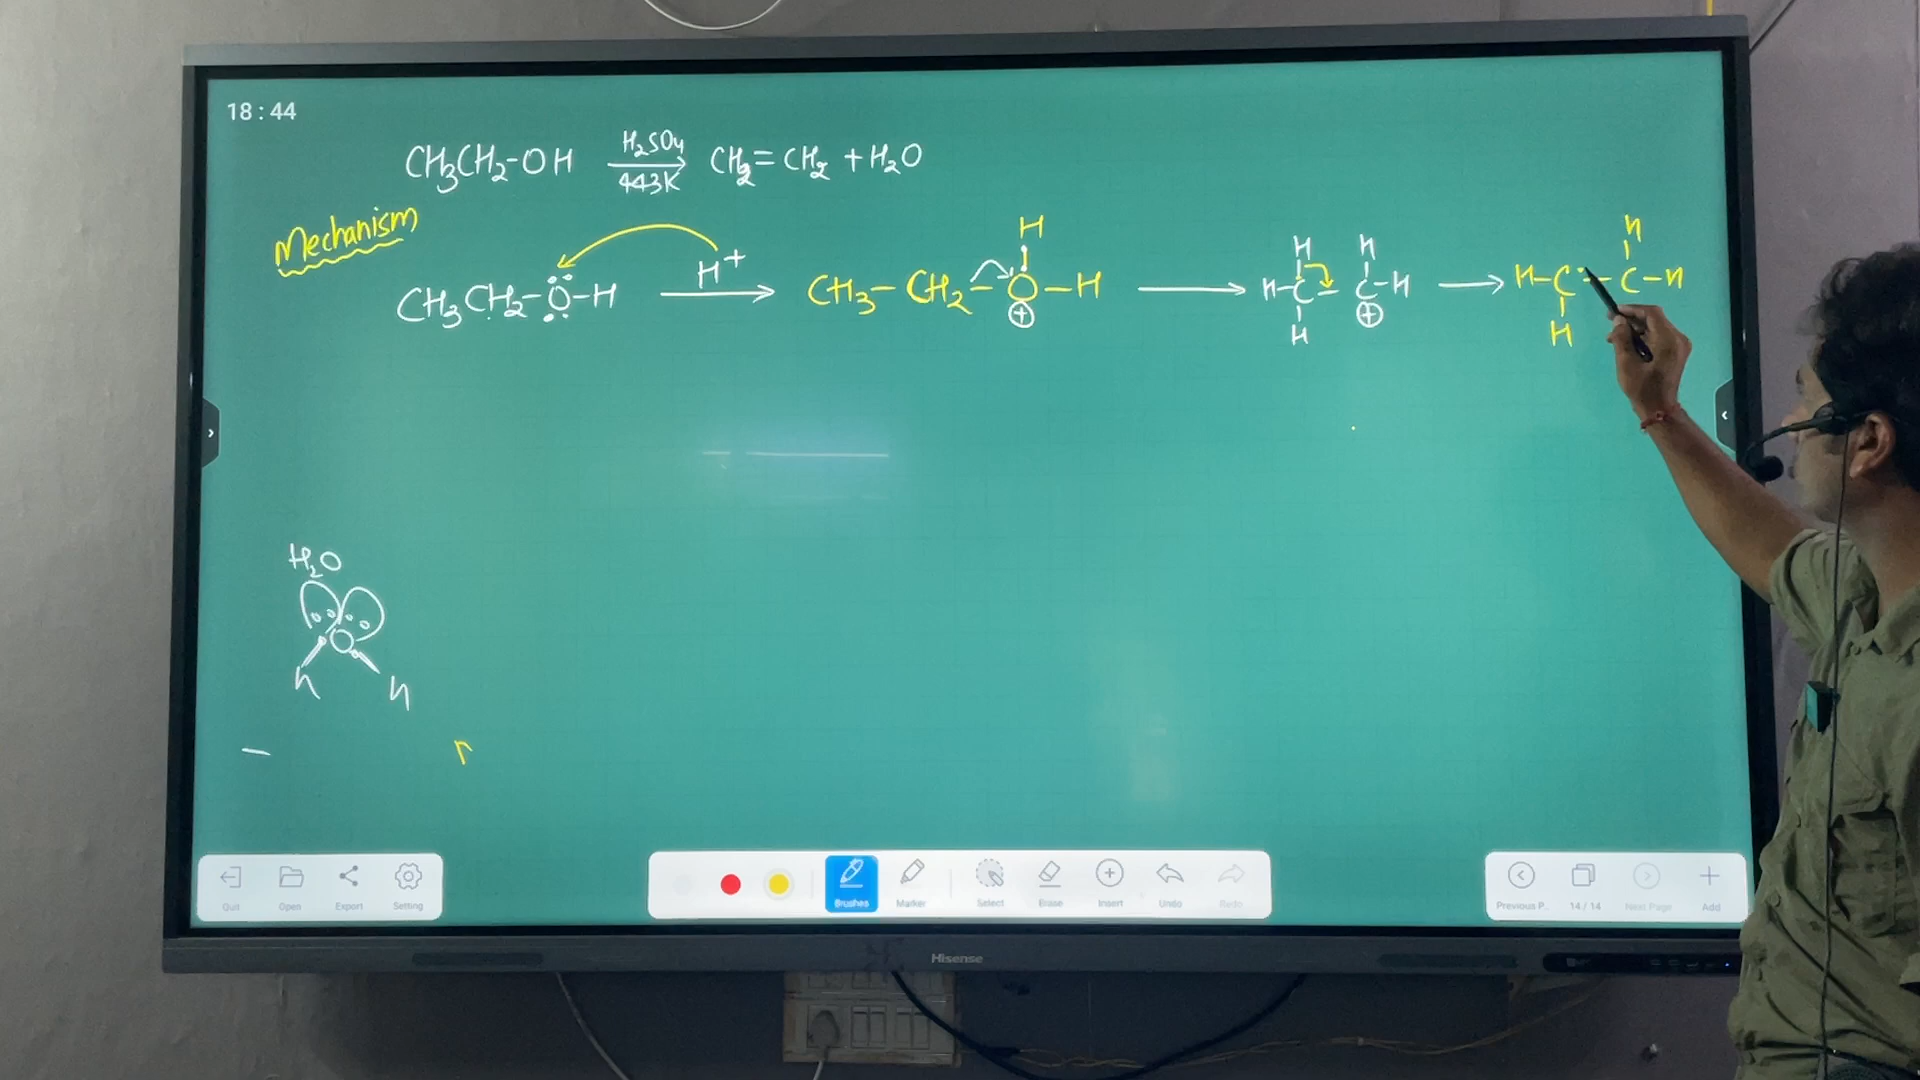 18:44
CH3CH2-OH H2SO4 443K CH2=CH2 + H2O
Mechanism
CH3CH2-O-H H+ CH3-CH2-O-H H + H-C-C-H H H H + H-C-C-H H H
H2O
O
H H
Quit Open Export Setting Brushes Marker Select Erase Insert Undo Redo Previous P.. 14/14 Next Page Add
Hisense